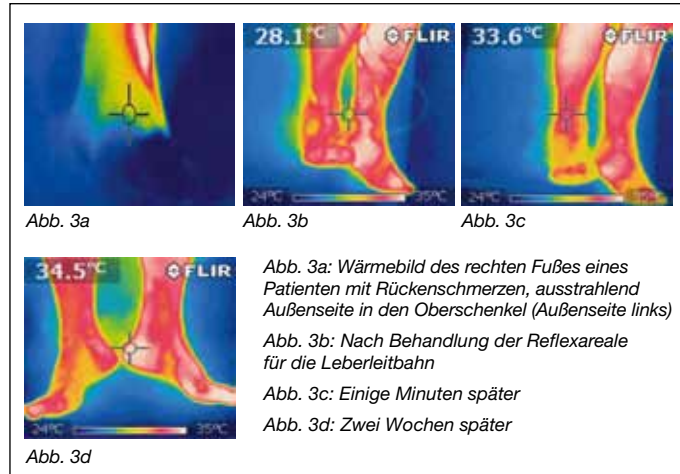 28.1°C FLIR
33.6°C FLIR
24°C 35°C
24°C
Abb. 3a
Abb. 3b
Abb. 3c
34.5°C FLIR
24°C 35°C
Abb. 3d
Abb. 3a: Wärmebild des rechten Fußes eines
Patienten mit Rückenschmerzen, ausstrahlend
Außenseite in den Oberschenkel (Außenseite links)
Abb. 3b: Nach Behandlung der Reflexareale
für die Leberleitbahn
Abb. 3c: Einige Minuten später
Abb. 3d: Zwei Wochen später